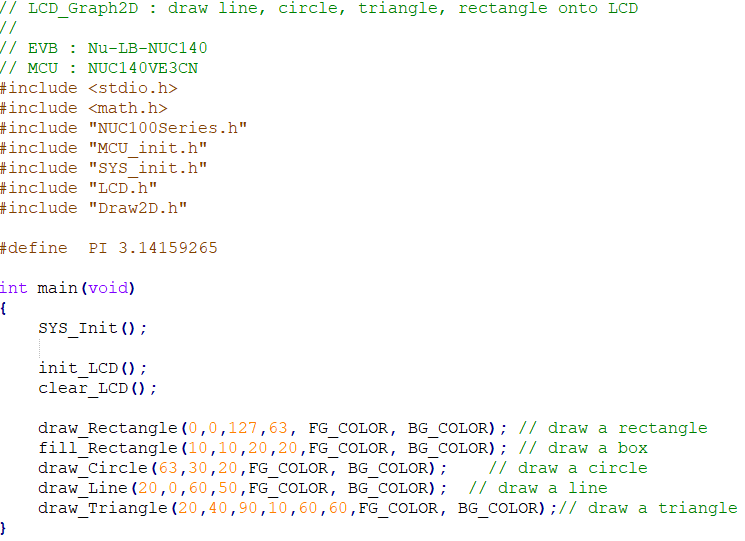 // LCD_Graph2D : draw line, circle, triangle, rectangle onto LCD
//
// EVB : Nu-LB-NUC140
// MCU : NUC140VE3CN
#include <stdio.h>
#include <math.h>
#include "NUC100Series.h"
#include "MCU_init.h"
#include "SYS_init.h"
#include "LCD.h"
#include "Draw2D.h"

#define  PI 3.14159265

int main(void)
{
    SYS_Init();

    init_LCD();
    clear_LCD();

    draw_Rectangle(0,0,127,63, FG_COLOR, BG_COLOR); // draw a rectangle
    fill_Rectangle(10,10,20,20,FG_COLOR, BG_COLOR); // draw a box
    draw_Circle(63,30,20,FG_COLOR, BG_COLOR);    // draw a circle
    draw_Line(20,0,60,50,FG_COLOR, BG_COLOR);  // draw a line
    draw_Triangle(20,40,90,10,60,60,FG_COLOR, BG_COLOR);// draw a triangle
}